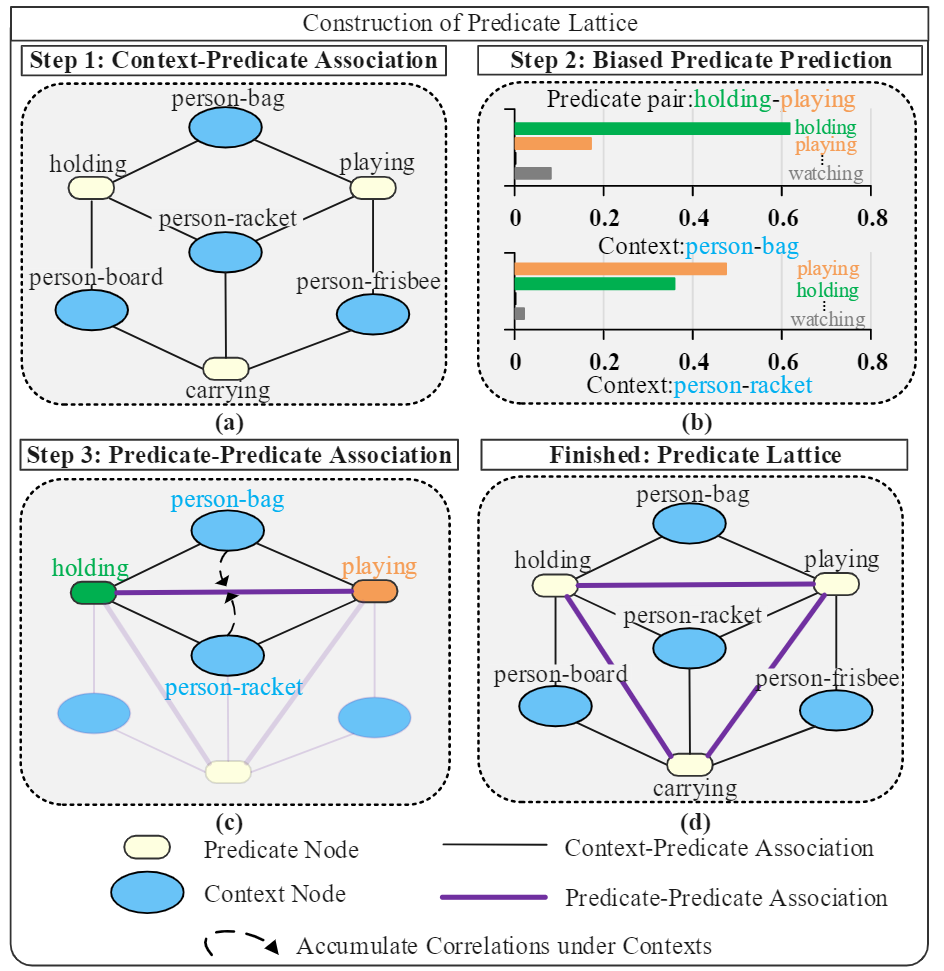 Construction of Predicate Lattice
Step 1: Context-Predicate Association
person-bag
holding
playing
person-racket
person-board
person-frisbee
carrying
(a)
Step 2: Biased Predicate Prediction
Predicate pair:holding-playing
holding
playing
watching
0 0.2 0.4 0.6 0.8
Context:person-bag
playing
holding
watching
0 0.2 0.4 0.6 0.8
Context:person-racket
(b)
Step 3: Predicate-Predicate Association
person-bag
holding
playing
person-racket
(c)
Finished: Predicate Lattice
person-bag
holding
playing
person-racket
person-board
person-frisbee
carrying
(d)
Predicate Node
Context-Predicate Association
Context Node
Predicate-Predicate Association
Accumulate Correlations under Contexts